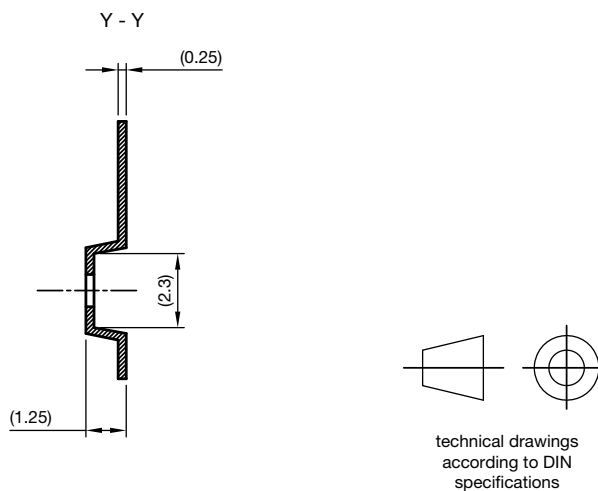 Y - Y
(0.25)
(2.3)
(1.25)
technical drawings
according to DIN
specifications